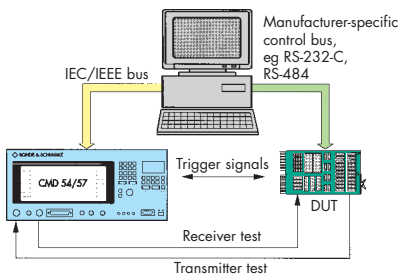 Manufacturer-specific
control bus,
eg RS-232-C,
RS-484
IEC/IEEE bus
ROHDE & SCHWARZ
CMD 54/57
Trigger signals
DUT
Receiver test
Transmitter test